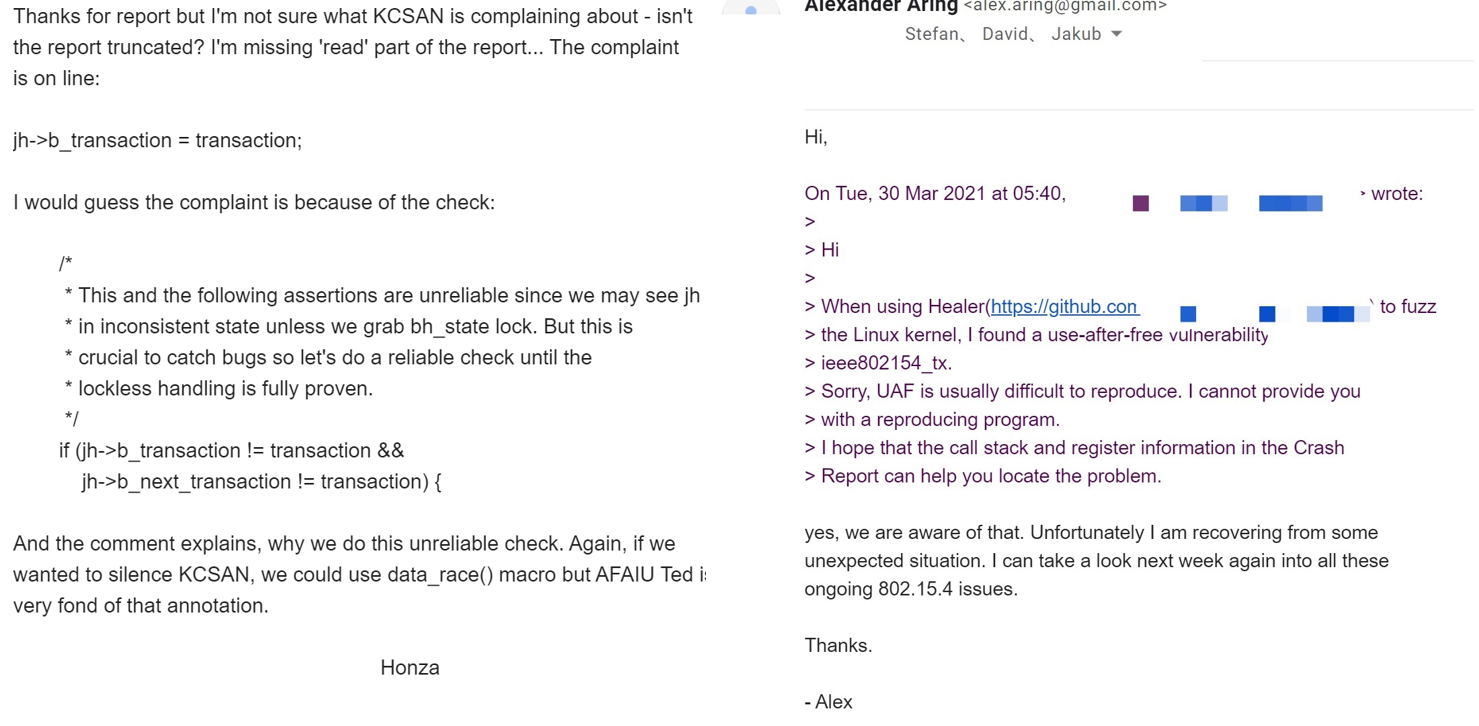 Thanks for report but I'm not sure what KCSAN is complaining about - isn't
the report truncated? I'm missing 'read' part of the report... The complaint
is on line:
jh->b_transaction = transaction;
I would guess the complaint is because of the check:
/*
* This and the following assertions are unreliable since we may see jh
* in inconsistent state unless we grab bh_state lock. But this is
* crucial to catch bugs so let's do a reliable check until the
* lockless handling is fully proven.
*/
if (jh->b_transaction != transaction &&
jh->b_next_transaction != transaction) {
And the comment explains, why we do this unreliable check. Again, if we
wanted to silence KCSAN, we could use data_race() macro but AFAIU Ted
very fond of that annotation.
Honza
Alexander Aring <alex.aring@gmail.com>
Stefan、 David、 Jakub
Hi,
On Tue, 30 Mar 2021 at 05:40, wrote:
>
> Hi
>
> When using Healer(https://github.com to fuzz
> the Linux kernel, I found a use-after-free vulnerability
> ieee802154_tx.
> Sorry, UAF is usually difficult to reproduce. I cannot provide you
> with a reproducing program.
> I hope that the call stack and register information in the Crash
> Report can help you locate the problem.
yes, we are aware of that. Unfortunately I am recovering from some
unexpected situation. I can take a look next week again into all these
ongoing 802.15.4 issues.
Thanks.
- Alex